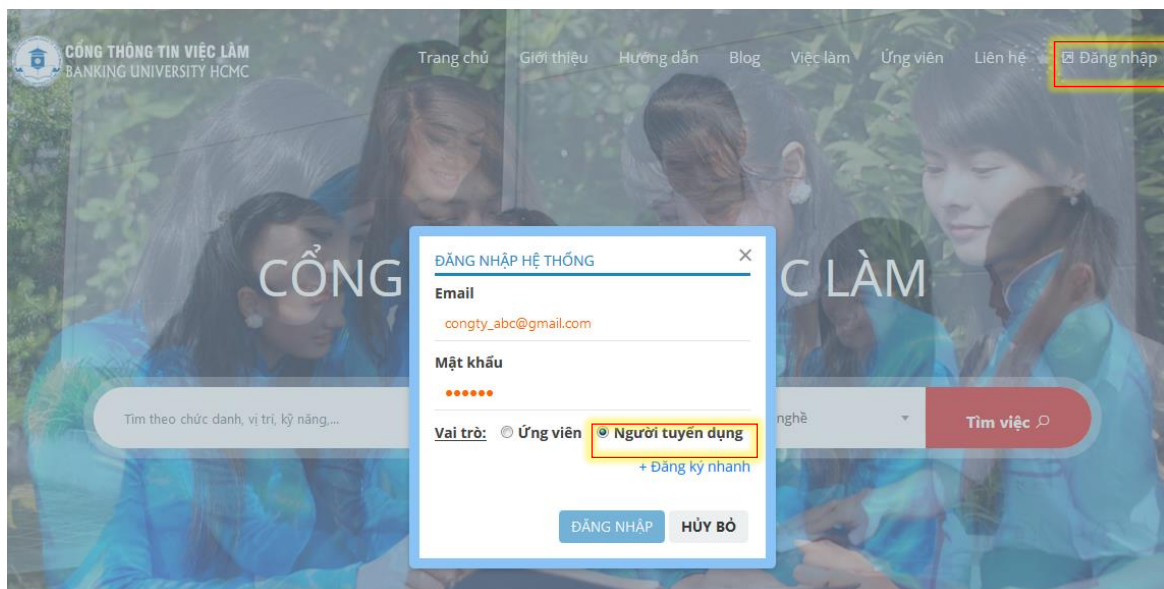 CỔNG THÔNG TIN VIỆC LÀM
BANKING UNIVERSITY HCMC
Trang chủ Giới thiệu Hướng dẫn Blog Việc làm Ứng viên Liên hệ Đăng nhập
CỔNG C LÀM
ĐĂNG NHẬP HỆ THỐNG ×
Email
congty_abc@gmail.com
Mật khẩu
••••••
Tìm theo chức danh, vị trí, kỹ năng,... nghề Tìm việc
Vai trò: Ứng viên Người tuyển dụng
+ Đăng ký nhanh
ĐĂNG NHẬP HỦY BỎ